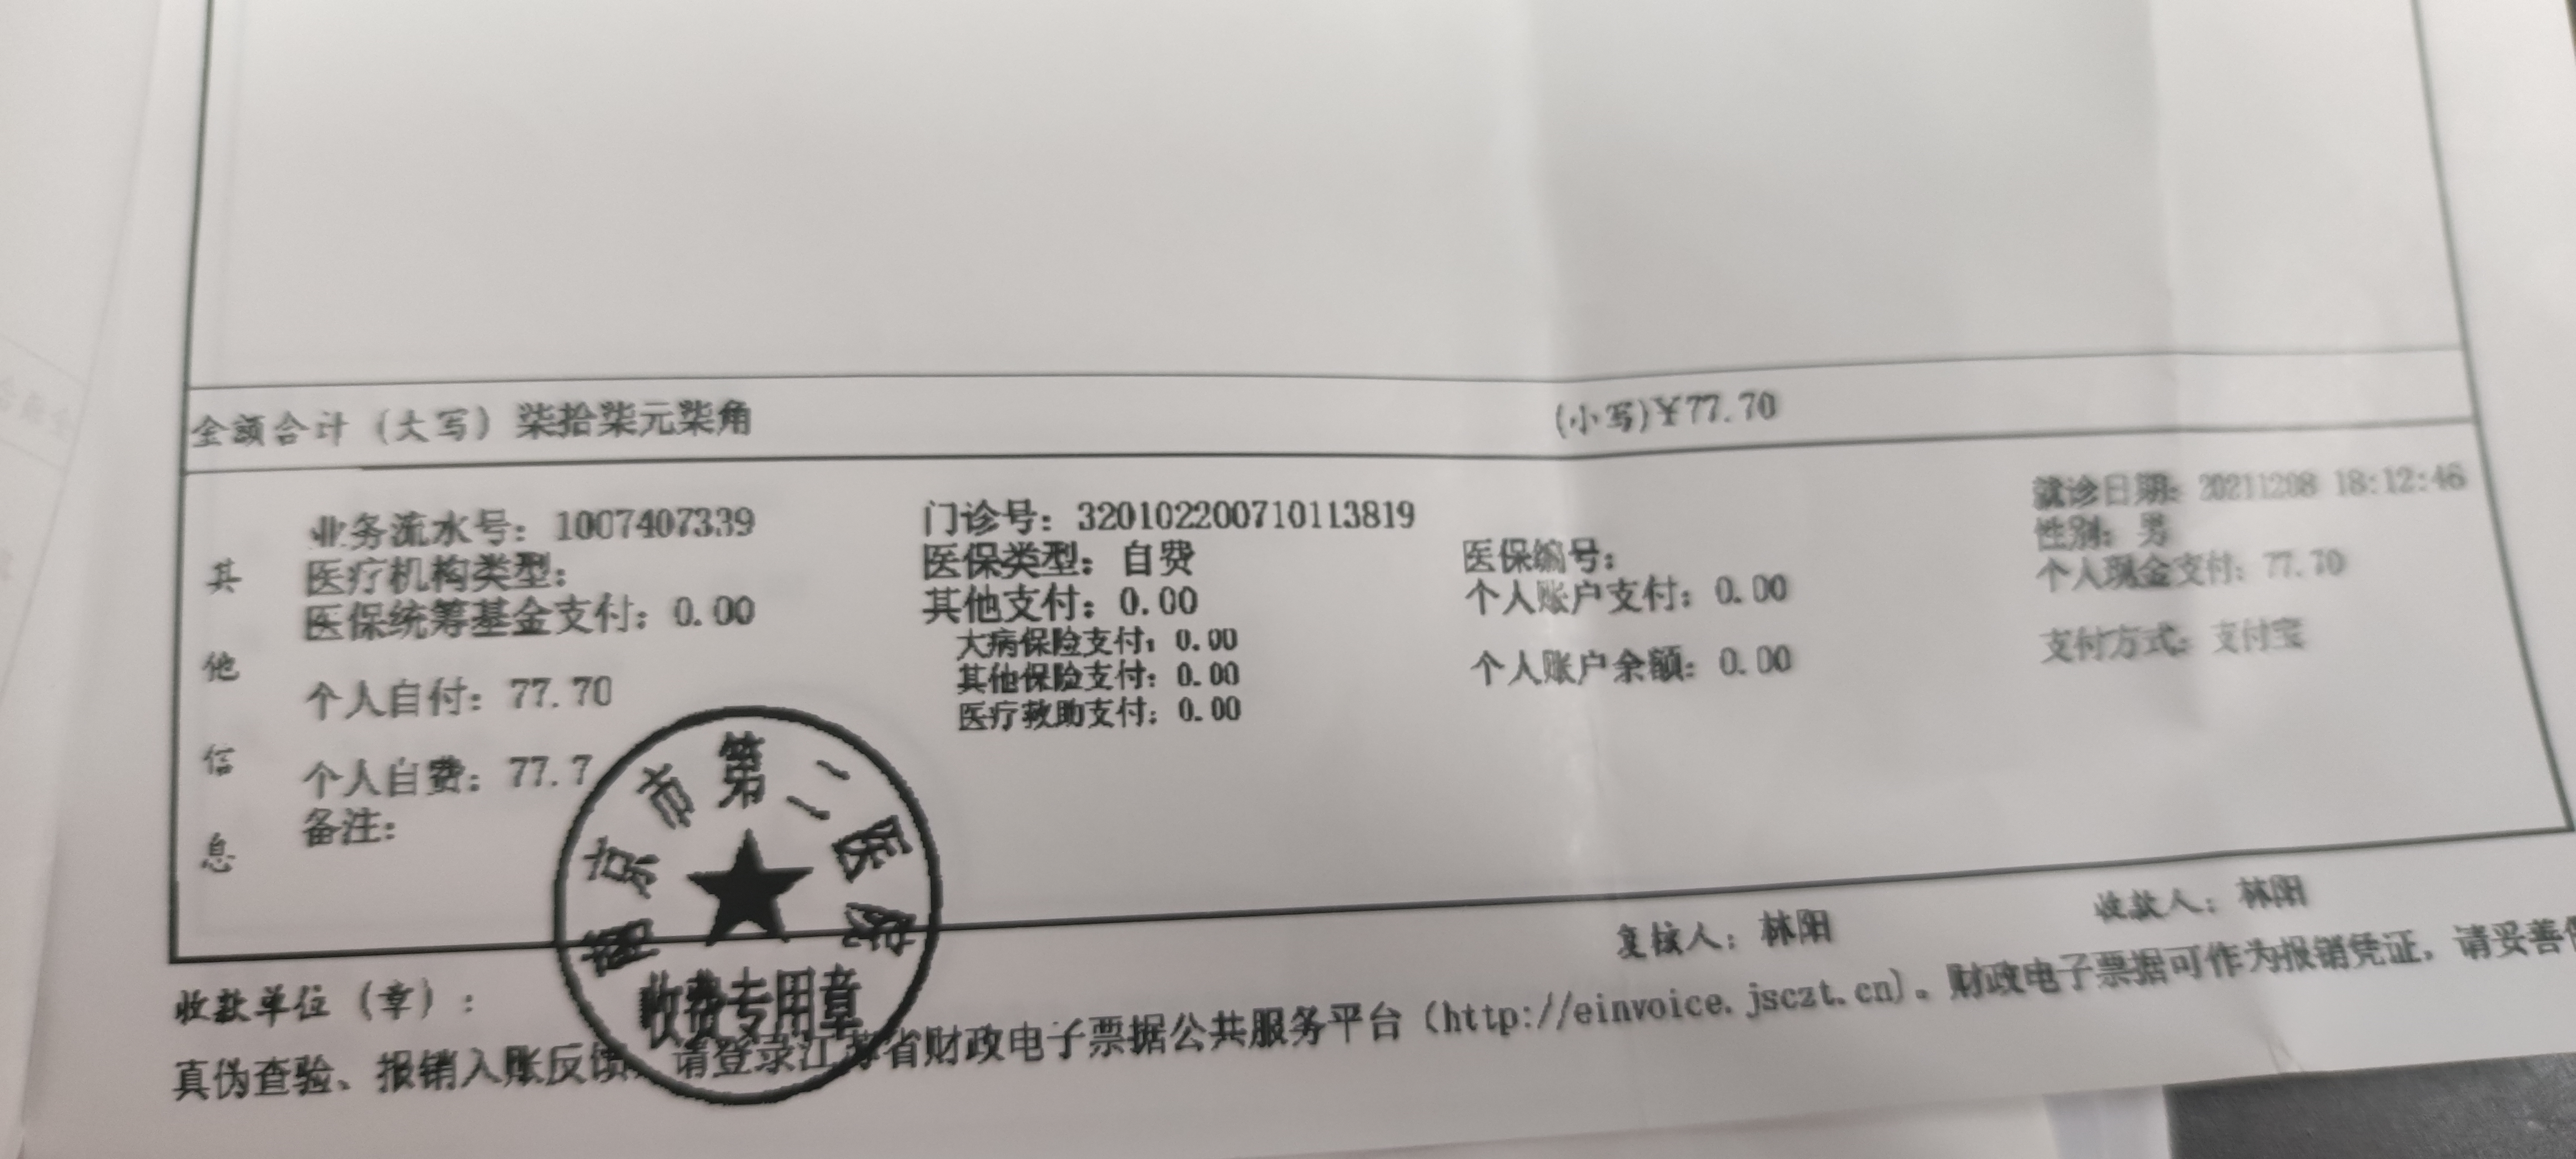 金额合计（大写）柒拾柒元柒角 (小写)¥77.70
业务流水号：1007407339 门诊号：320102200710113819 就诊日期：20211208 18:12:46
医疗机构类型： 医保类型：自费 医保编号： 性别：男
医保统筹基金支付：0.00 其他支付：0.00 个人账户支付：0.00 个人现金支付：77.70
大病保险支付：0.00
个人自付：77.70 其他保险支付：0.00 个人账户余额：0.00 支付方式：支付宝
医疗救助支付：0.00
个人自费：77.7
备注：
其他信息
南京市第二医院
收费专用章
收款单位（章）： 复核人：林阳 收款人：林阳
真伪查验、报销入账反馈，请登录江苏省财政电子票据公共服务平台（http://einvoice.jsczt.cn）。财政电子票据可作为报销凭证，请妥善